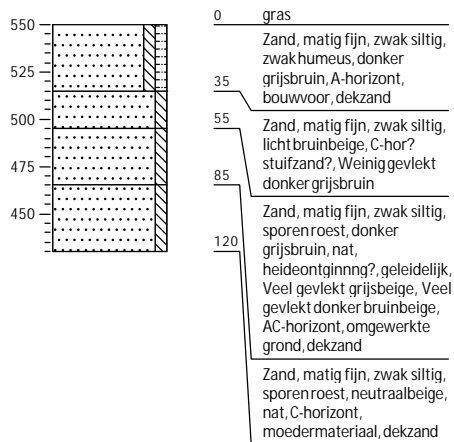 550
525
500
475
450
0 gras
Zand, matig fijn, zwak siltig,
zwak humeus, donker
grijsbruin, A-horizont,
bouwvoor, dekzand
35
Zand, matig fijn, zwak siltig,
licht bruinbeige, C-hor?
stuifzand?, Weinig gevlekt
donker grijsbruin
55
Zand, matig fijn, zwak siltig,
sporen roest, donker
grijsbruin, nat,
heideontginnng?, geleidelijk,
Veel gevlekt grijsbeige, Veel
gevlekt donker bruinbeige,
AC-horizont, omgewerkte
grond, dekzand
85
Zand, matig fijn, zwak siltig,
sporen roest, neutraalbeige,
nat, C-horizont,
moedermateriaal, dekzand
120